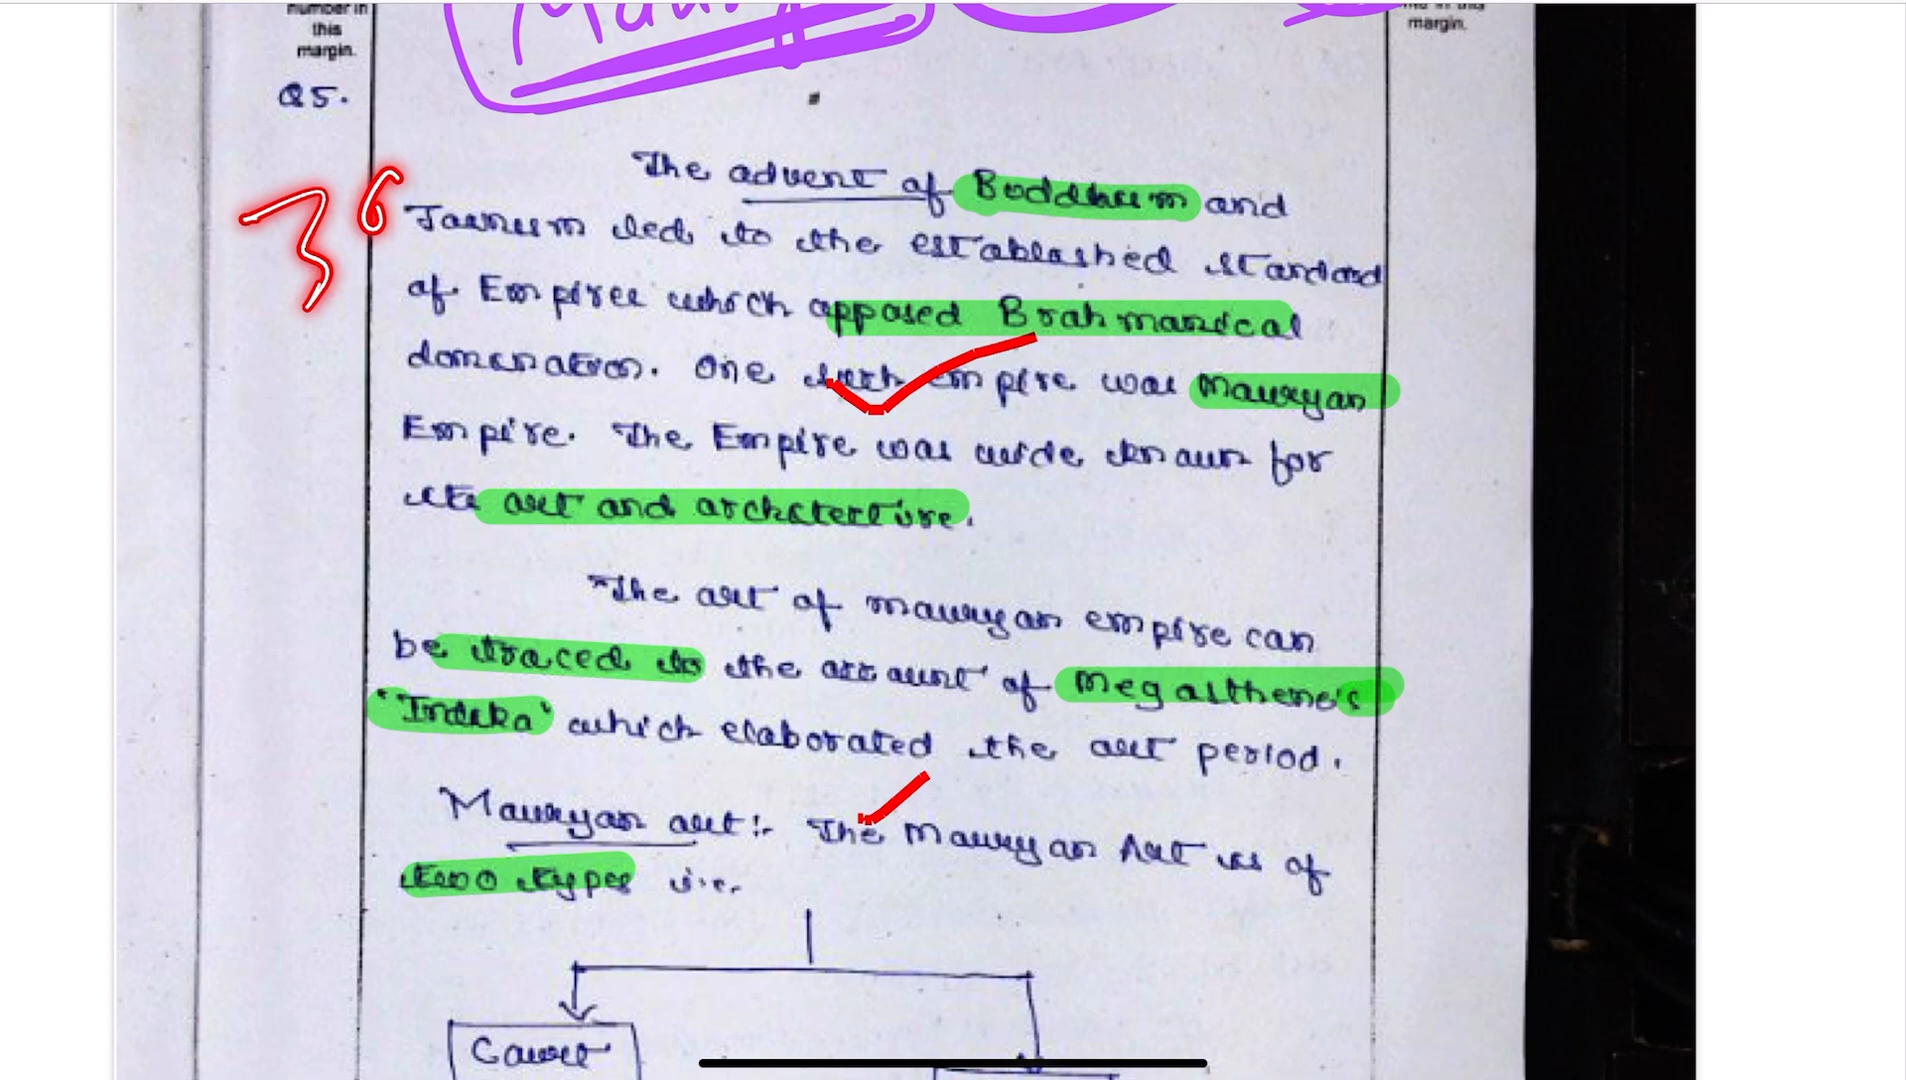 number in
this
margin.
margin.
Q5.
The advent of Buddhism and
36
Jainism led to the established standard
of Empires which opposed Brahmanical
domination. One such empire was Mauryan
Empire. The Empire was wide known for
its art and architecture.
The art of mauryan empire can
be traced to the account of Megasthene's
'Indika' which elaborated the art period.
Mauryan art:- The Mauryan Art is of
two types i.e.
Court